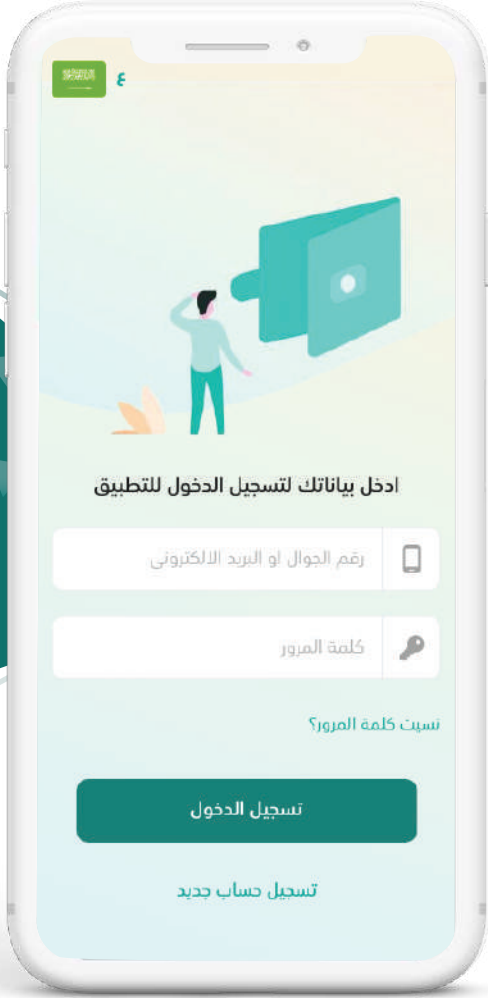 ع
ادخل بياناتك لتسجيل الدخول للتطبيق
رقم الجوال او البريد الالكتروني
كلمة المرور
نسيت كلمة المرور؟
تسجيل الدخول
تسجيل حساب جديد